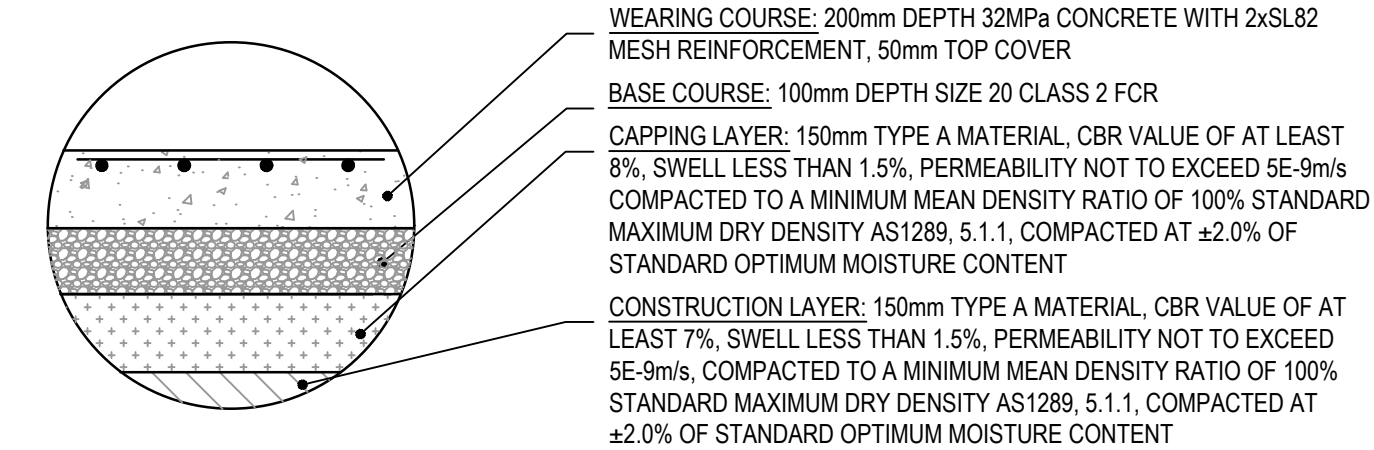 WEARING COURSE: 200mm DEPTH 32MPa CONCRETE WITH 2xSL82
MESH REINFORCEMENT, 50mm TOP COVER
BASE COURSE: 100mm DEPTH SIZE 20 CLASS 2 FCR
CAPPING LAYER: 150mm TYPE A MATERIAL, CBR VALUE OF AT LEAST
8%, SWELL LESS THAN 1.5%, PERMEABILITY NOT TO EXCEED 5E-9m/s
COMPACTED TO A MINIMUM MEAN DENSITY RATIO OF 100% STANDARD
MAXIMUM DRY DENSITY AS1289, 5.1.1, COMPACTED AT ±2.0% OF
STANDARD OPTIMUM MOISTURE CONTENT
CONSTRUCTION LAYER: 150mm TYPE A MATERIAL, CBR VALUE OF AT
LEAST 7%, SWELL LESS THAN 1.5%, PERMEABILITY NOT TO EXCEED
5E-9m/s, COMPACTED TO A MINIMUM MEAN DENSITY RATIO OF 100%
STANDARD MAXIMUM DRY DENSITY AS1289, 5.1.1, COMPACTED AT
±2.0% OF STANDARD OPTIMUM MOISTURE CONTENT